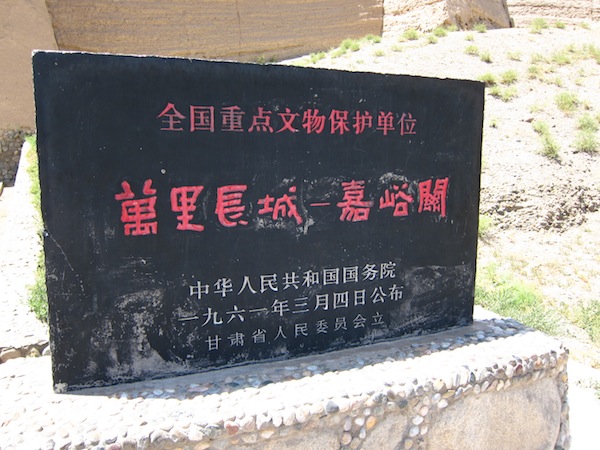 全国重点文物保护单位
萬里長城－嘉峪關
中华人民共和国国务院
一九六一年三月四日公布
甘肃省人民委员会立